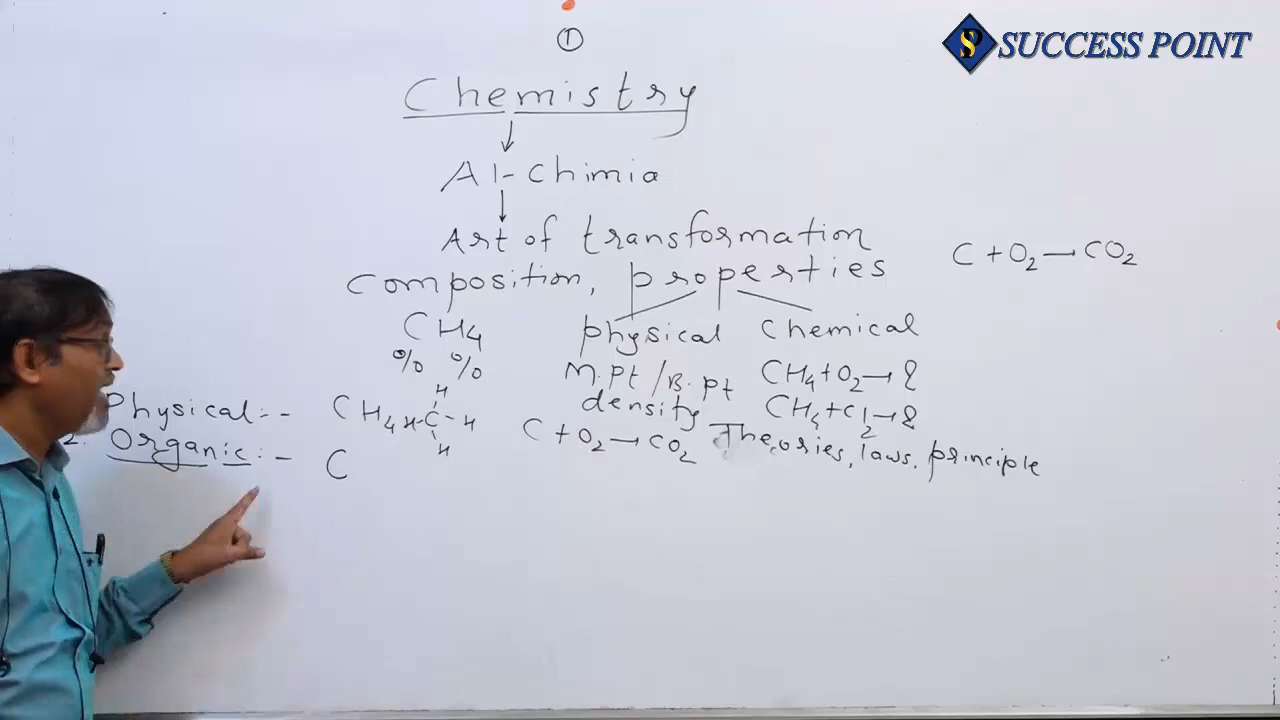 SUCCESS POINT
①
Chemistry
↓
Al-chimia
↓
Art of transformation
C + O₂ → CO₂
composition, properties
CH₄
% %
physical chemical
M.pt / B.pt
density
CH₄ + O₂ → &
CH₄ + Cl₂ → &
Physical :-
CH₄
H
H-C-H
H
C + O₂ → CO₂
Theories, laws, principle
2. Organic :- C